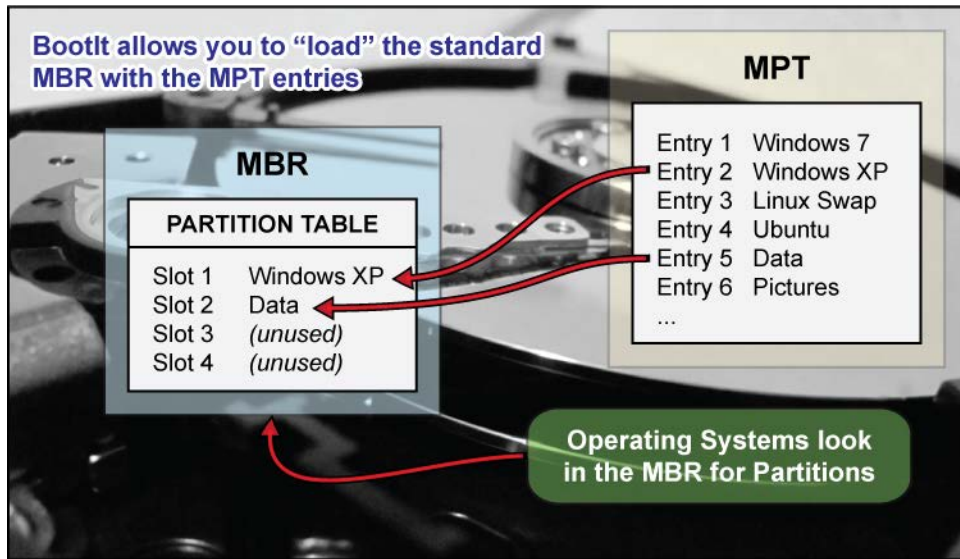 BootIt allows you to “load” the standard
MBR with the MPT entries
MBR
PARTITION TABLE
Slot 1 Windows XP
Slot 2 Data
Slot 3 (unused)
Slot 4 (unused)
MPT
Entry 1 Windows 7
Entry 2 Windows XP
Entry 3 Linux Swap
Entry 4 Ubuntu
Entry 5 Data
Entry 6 Pictures
...
Operating Systems look
in the MBR for Partitions